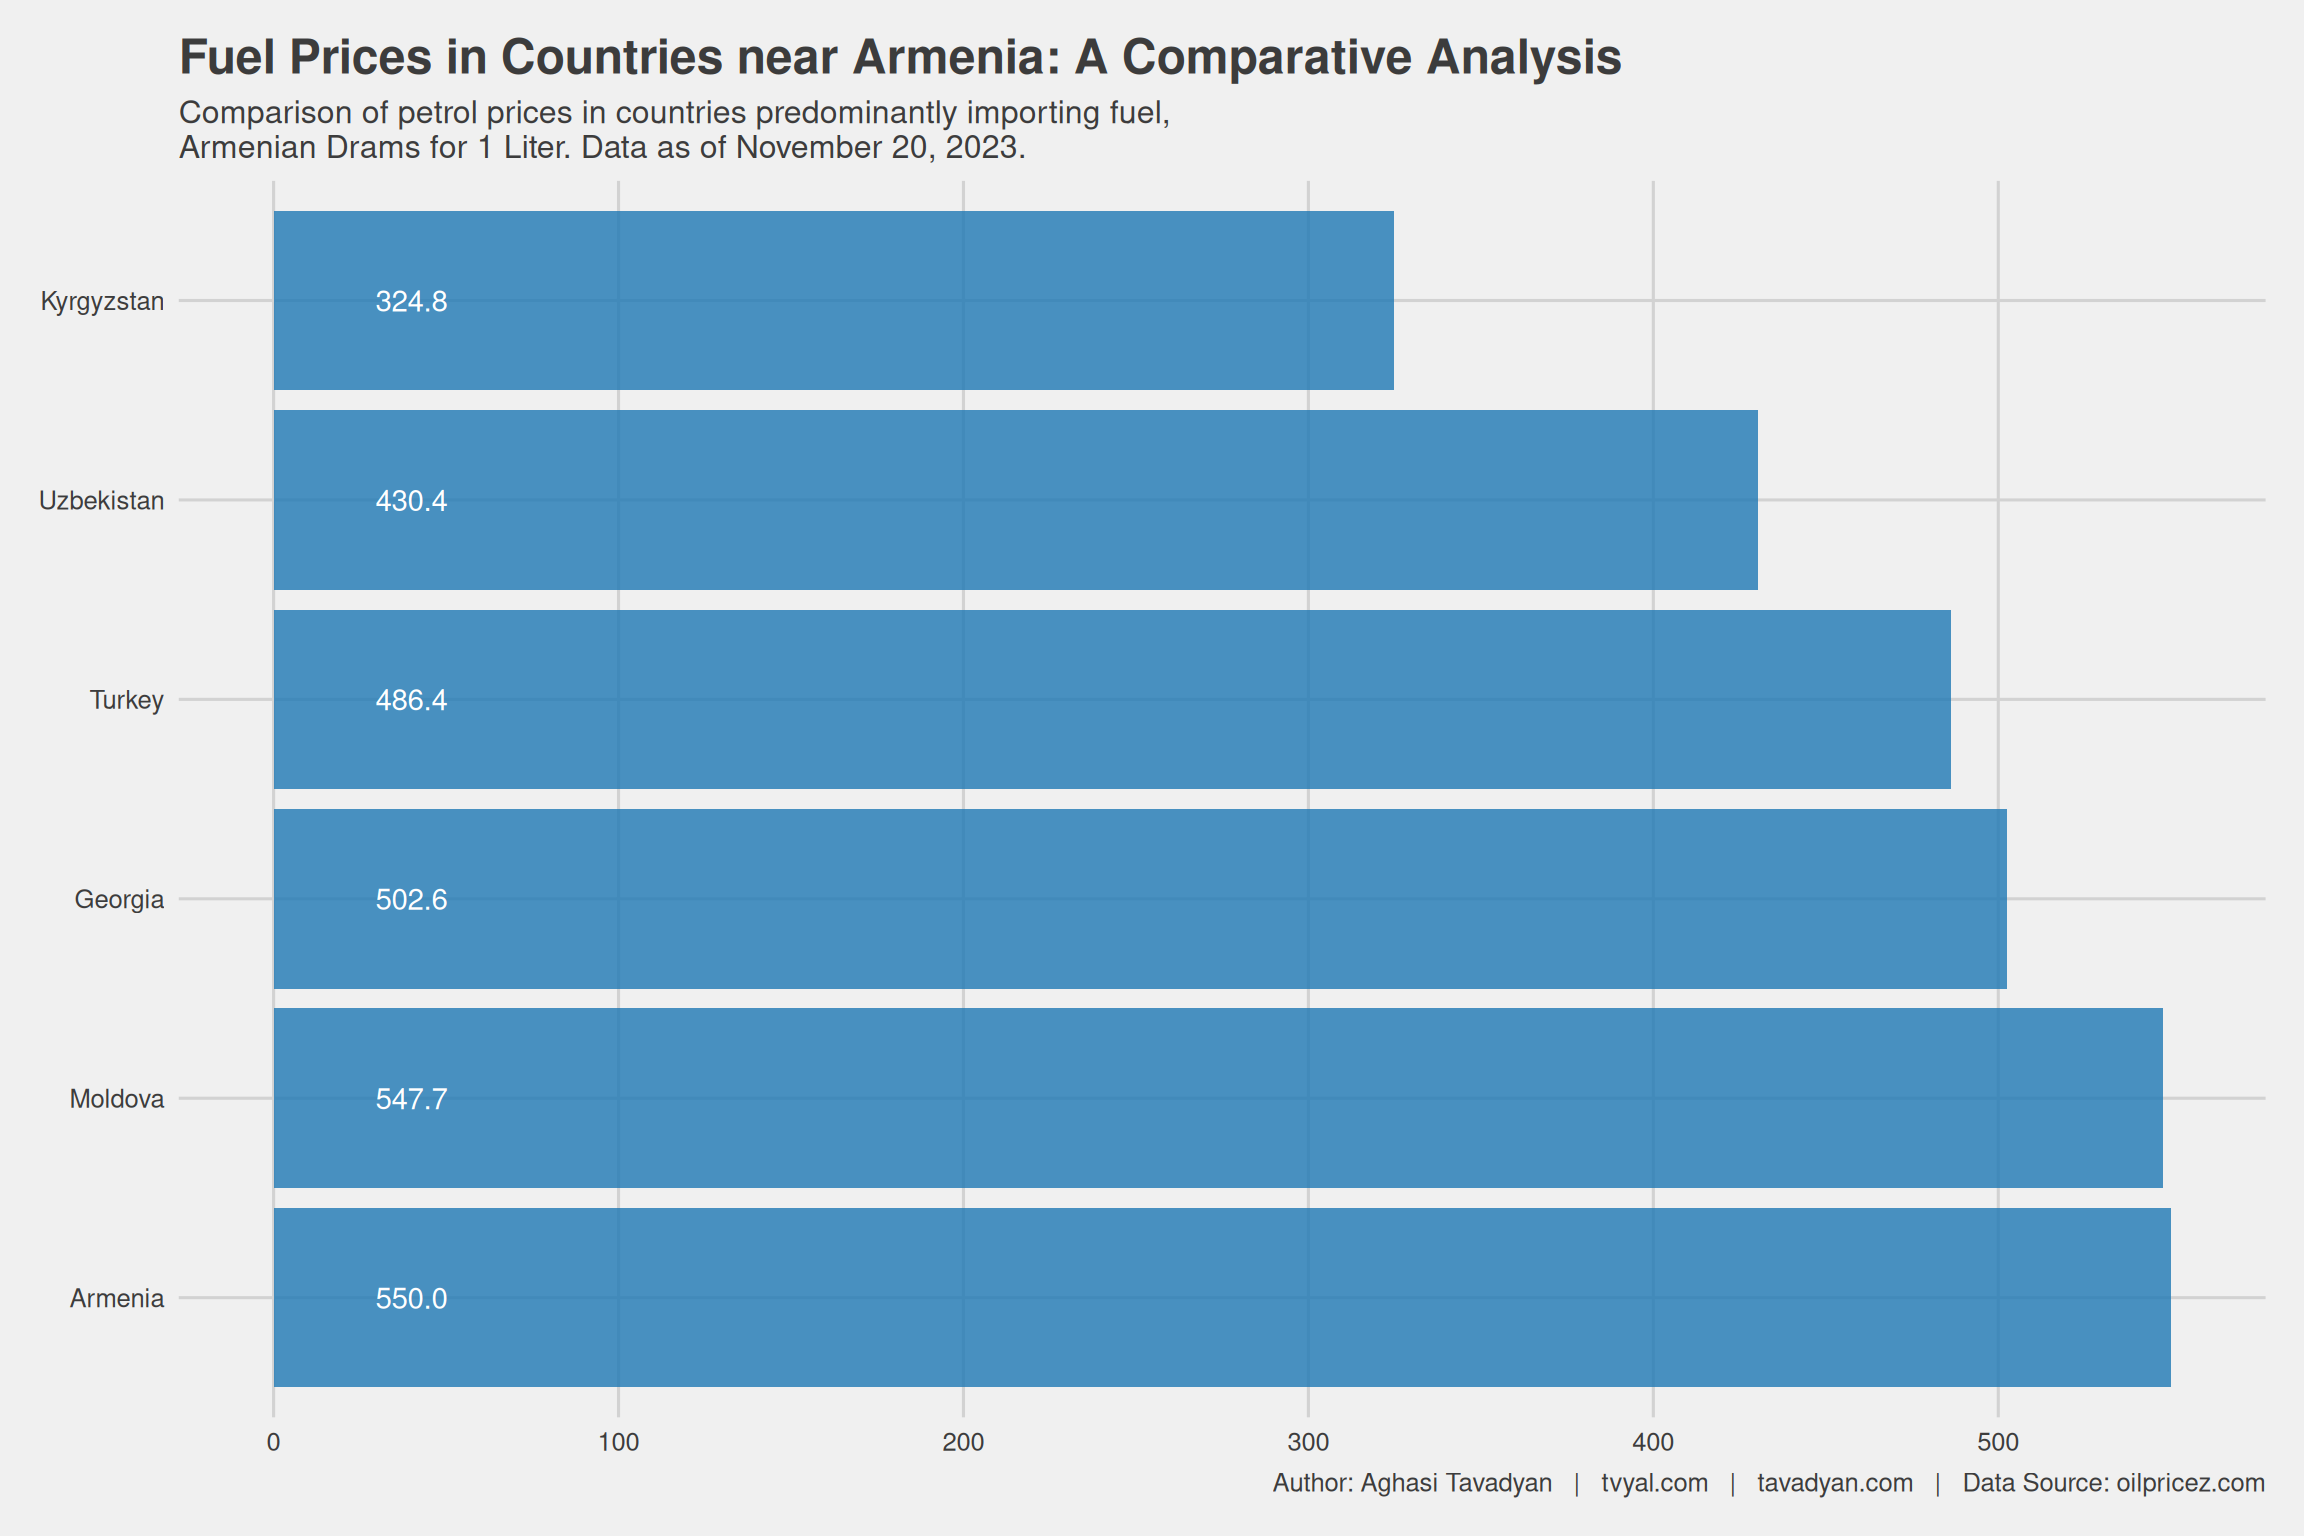 Fuel Prices in Countries near Armenia: A Comparative Analysis
Comparison of petrol prices in countries predominantly importing fuel,
Armenian Drams for 1 Liter. Data as of November 20, 2023.
Kyrgyzstan 324.8
Uzbekistan 430.4
Turkey 486.4
Georgia 502.6
Moldova 547.7
Armenia 550.0
0 100 200 300 400 500
Author: Aghasi Tavadyan | tvyal.com | tavadyan.com | Data Source: oilpricez.com